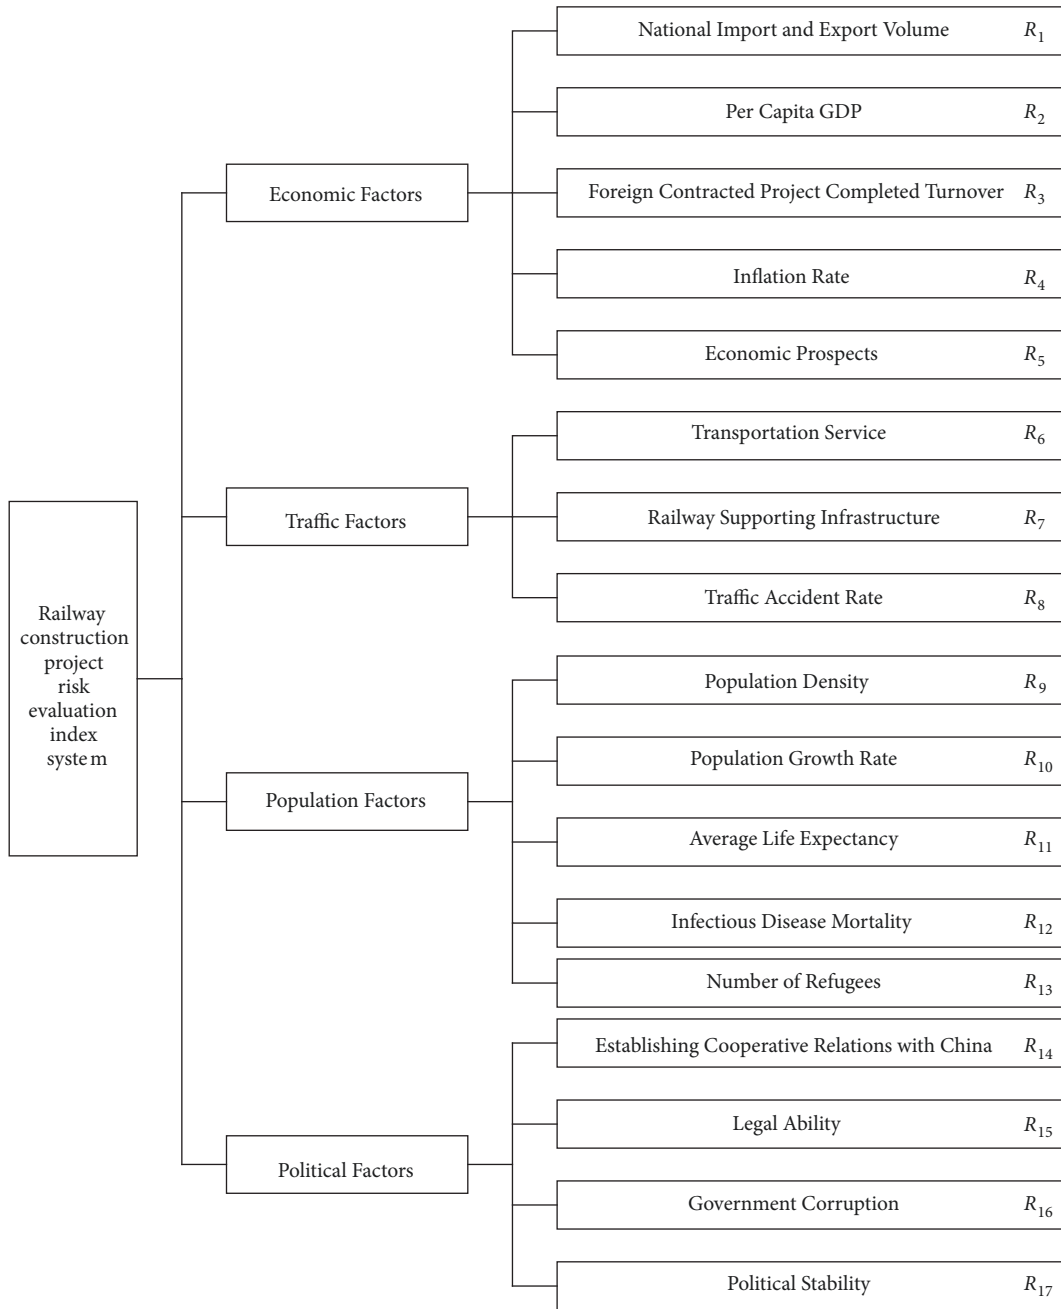 Railway
construction
project
risk
evaluation
index
system
Economic Factors
National Import and Export Volume R1
Per Capita GDP R2
Foreign Contracted Project Completed Turnover R3
Inflation Rate R4
Economic Prospects R5
Traffic Factors
Transportation Service R6
Railway Supporting Infrastructure R7
Traffic Accident Rate R8
Population Factors
Population Density R9
Population Growth Rate R10
Average Life Expectancy R11
Infectious Disease Mortality R12
Number of Refugees R13
Political Factors
Establishing Cooperative Relations with China R14
Legal Ability R15
Government Corruption R16
Political Stability R17